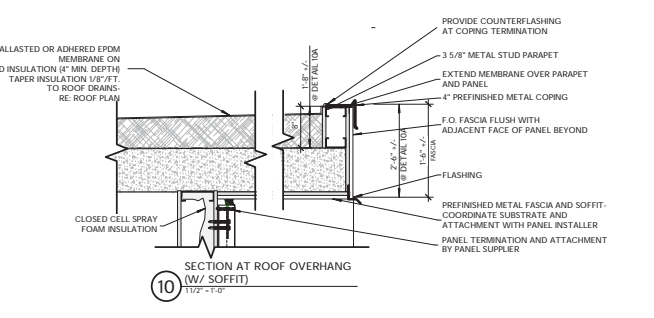 ALLASTED OR ADHERED EPDM
MEMBRANE ON
D INSULATION (4" MIN. DEPTH)
TAPER INSULATION 1/8"/FT.
TO ROOF DRAINS-
RE: ROOF PLAN
CLOSED CELL SPRAY
FOAM INSULATION
1'-8" +/-
@ DETAIL 10A
8"
2'-6" +/-
@ DETAIL 10A
1'-6" +/-
FASCIA
PROVIDE COUNTERFLASHING
AT COPING TERMINATION
3 5/8" METAL STUD PARAPET
EXTEND MEMBRANE OVER PARAPET
AND PANEL
4" PREFINISHED METAL COPING
F.O. FASCIA FLUSH WITH
ADJACENT FACE OF PANEL BEYOND
FLASHING
PREFINISHED METAL FASCIA AND SOFFIT-
COORDINATE SUBSTRATE AND
ATTACHMENT WITH PANEL INSTALLER
PANEL TERMINATION AND ATTACHMENT
BY PANEL SUPPLIER
10
SECTION AT ROOF OVERHANG
(W/ SOFFIT)
1 1/2" = 1'-0"